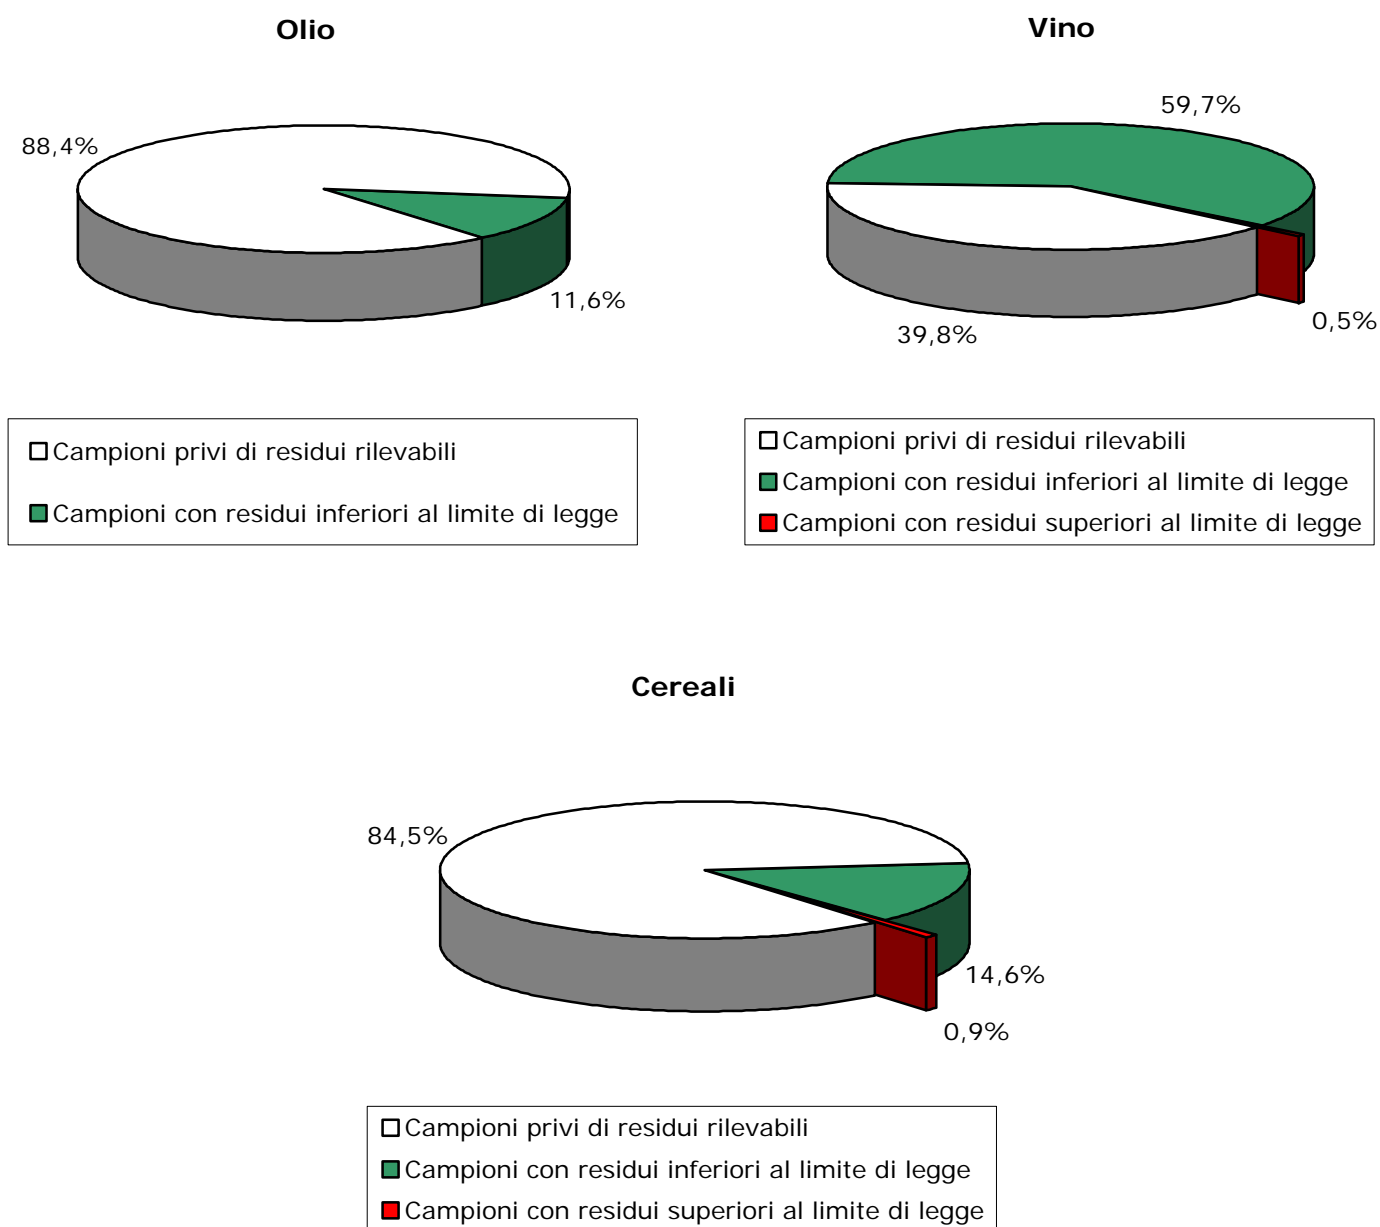 Olio
88,4%
11,6%
Campioni privi di residui rilevabili
Campioni con residui inferiori al limite di legge
Vino
59,7%
39,8%
0,5%
Campioni privi di residui rilevabili
Campioni con residui inferiori al limite di legge
Campioni con residui superiori al limite di legge
Cereali
84,5%
14,6%
0,9%
Campioni privi di residui rilevabili
Campioni con residui inferiori al limite di legge
Campioni con residui superiori al limite di legge